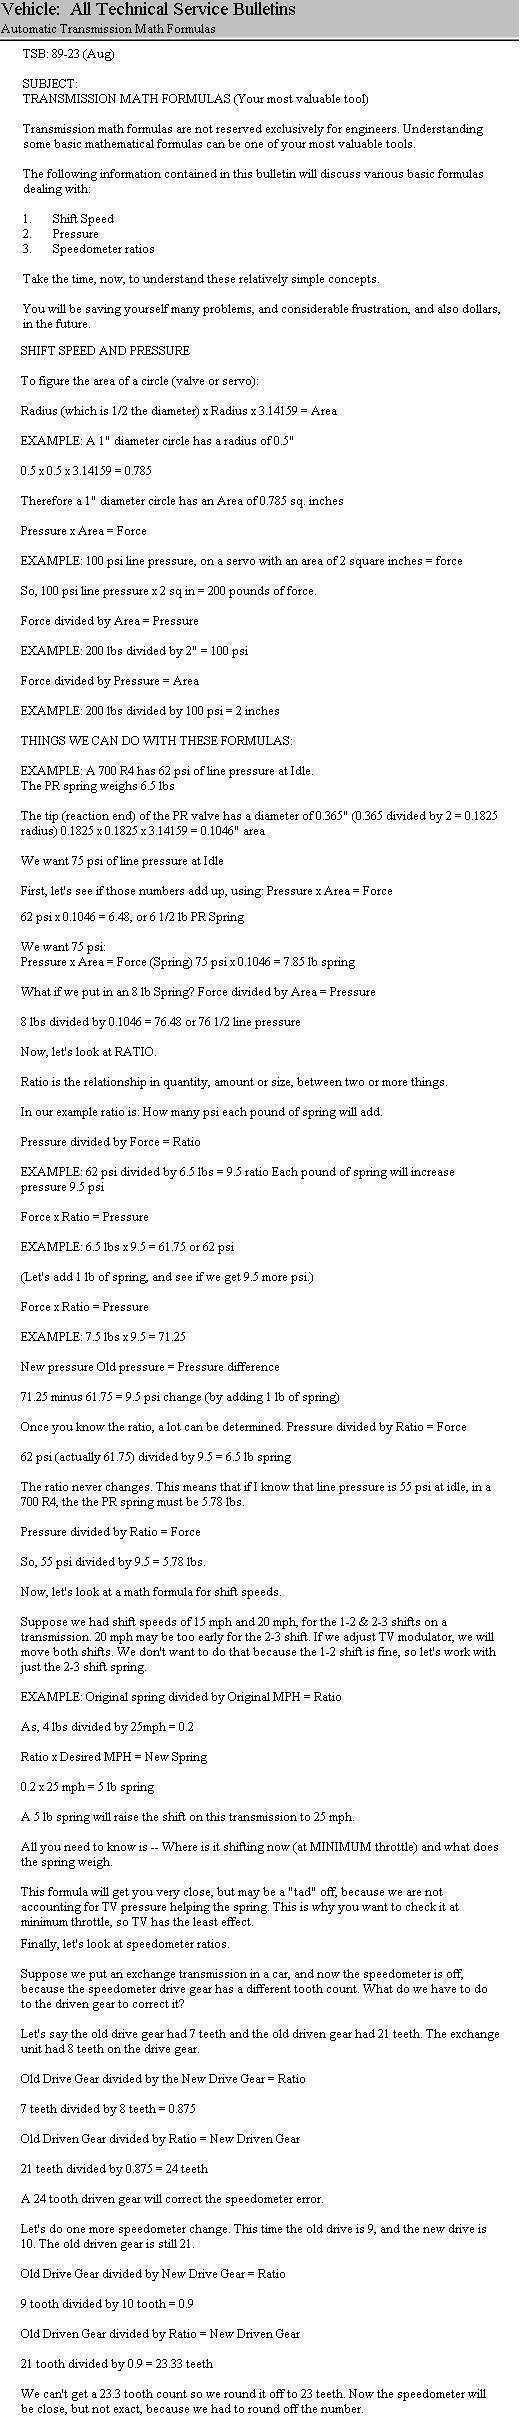 Vehicle:  All Technical Service Bulletins
Automatic Transmission Math Formulas
TSB: 89-23 (Aug)
SUBJECT:
TRANSMISSION MATH FORMULAS (Your most valuable tool)
Transmission math formulas are not reserved exclusively for engineers. Understanding
some basic mathematical formulas can be one of your most valuable tools.
The following information contained in this bulletin will discuss various basic formulas
dealing with:
1. Shift Speed
2. Pressure
3. Speedometer ratios
Take the time, now, to understand these relatively simple concepts.
You will be saving yourself many problems, and considerable frustration, and also dollars,
in the future.
SHIFT SPEED AND PRESSURE
To figure the area of a circle (valve or servo):
Radius (which is 1/2 the diameter) x Radius x 3.14159 = Area
EXAMPLE: A 1" diameter circle has a radius of 0.5"
0.5 x 0.5 x 3.14159 = 0.785
Therefore a 1" diameter circle has an Area of 0.785 sq. inches
Pressure x Area = Force
EXAMPLE: 100 psi line pressure, on a servo with an area of 2 square inches = force
So, 100 psi line pressure x 2 sq in = 200 pounds of force.
Force divided by Area = Pressure
EXAMPLE: 200 lbs divided by 2" = 100 psi
Force divided by Pressure = Area
EXAMPLE: 200 lbs divided by 100 psi = 2 inches
THINGS WE CAN DO WITH THESE FORMULAS:
EXAMPLE: A 700 R4 has 62 psi of line pressure at Idle.
The PR spring weighs 6.5 lbs
The tip (reaction end) of the PR valve has a diameter of 0.365" (0.365 divided by 2 = 0.1825
radius) 0.1825 x 0.1825 x 3.14159 = 0.1046" area
We want 75 psi of line pressure at Idle
First, let's see if those numbers add up, using: Pressure x Area = Force
62 psi x 0.1046 = 6.48, or 6 1/2 lb PR Spring
We want 75 psi:
Pressure x Area = Force (Spring) 75 psi x 0.1046 = 7.85 lb spring
What if we put in an 8 lb Spring? Force divided by Area = Pressure
8 lbs divided by 0.1046 = 76.48 or 76 1/2 line pressure
Now, let's look at RATIO.
Ratio is the relationship in quantity, amount or size, between two or more things.
In our example ratio is: How many psi each pound of spring will add.
Pressure divided by Force = Ratio
EXAMPLE: 62 psi divided by 6.5 lbs = 9.5 ratio Each pound of spring will increase
pressure 9.5 psi
Force x Ratio = Pressure
EXAMPLE: 6.5 lbs x 9.5 = 61.75 or 62 psi
(Let's add 1 lb of spring, and see if we get 9.5 more psi.)
Force x Ratio = Pressure
EXAMPLE: 7.5 lbs x 9.5 = 71.25
New pressure Old pressure = Pressure difference
71.25 minus 61.75 = 9.5 psi change (by adding 1 lb of spring)
Once you know the ratio, a lot can be determined. Pressure divided by Ratio = Force
62 psi (actually 61.75) divided by 9.5 = 6.5 lb spring
The ratio never changes. This means that if I know that line pressure is 55 psi at idle, in a
700 R4, the the PR spring must be 5.78 lbs.
Pressure divided by Ratio = Force
So, 55 psi divided by 9.5 = 5.78 lbs.
Now, let's look at a math formula for shift speeds.
Suppose we had shift speeds of 15 mph and 20 mph, for the 1-2 & 2-3 shifts on a
transmission. 20 mph may be too early for the 2-3 shift. If we adjust TV modulator, we will
move both shifts. We don't want to do that because the 1-2 shift is fine, so let's work with
just the 2-3 shift spring.
EXAMPLE: Original spring divided by Original MPH = Ratio
As, 4 lbs divided by 25mph = 0.2
Ratio x Desired MPH = New Spring
0.2 x 25 mph = 5 lb spring
A 5 lb spring will raise the shift on this transmission to 25 mph.
All you need to know is -- Where is it shifting now (at MINIMUM throttle) and what does
the spring weigh.
This formula will get you very close, but may be a "tad" off, because we are not
accounting for TV pressure helping the spring. This is why you want to check it at
minimum throttle, so TV has the least effect.
Finally, let's look at speedometer ratios.
Suppose we put an exchange transmission in a car, and now the speedometer is off,
because the speedometer drive gear has a different tooth count. What do we have to do
to the driven gear to correct it?
Let's say the old drive gear had 7 teeth and the old driven gear had 21 teeth. The exchange
unit had 8 teeth on the drive gear.
Old Drive Gear divided by the New Drive Gear = Ratio
7 teeth divided by 8 teeth = 0.875
Old Driven Gear divided by Ratio = New Driven Gear
21 teeth divided by 0.875 = 24 teeth
A 24 tooth driven gear will correct the speedometer error.
Let's do one more speedometer change. This time the old drive is 9, and the new drive is
10. The old driven gear is still 21.
Old Drive Gear divided by New Drive Gear = Ratio
9 tooth divided by 10 tooth = 0.9
Old Driven Gear divided by Ratio = New Driven Gear
21 tooth divided by 0.9 = 23.33 teeth
We can't get a 23.3 tooth count so we round it off to 23 teeth. Now the speedometer will
be close, but not exact, because we had to round off the number.